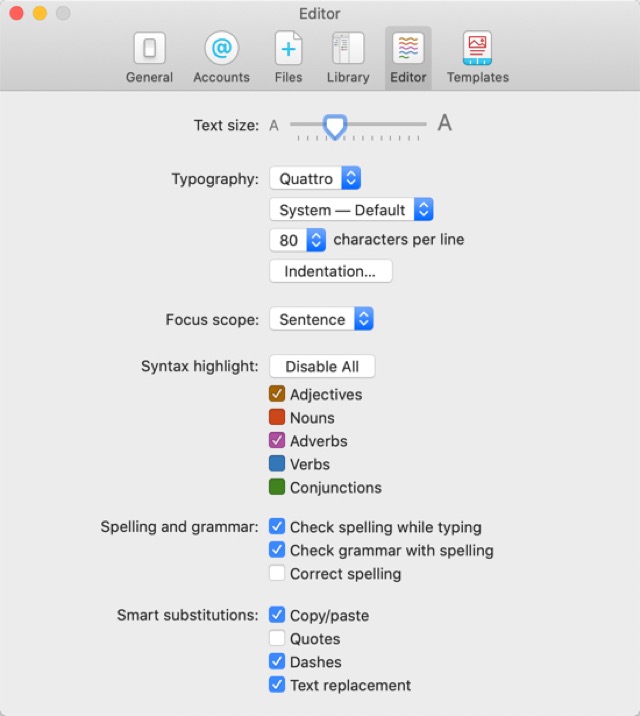 Editor
General Accounts Files Library Editor Templates
Text size: A A
Typography: Quattro
System — Default
80 characters per line
Indentation...
Focus scope: Sentence
Syntax highlight: Disable All
Adjectives
Nouns
Adverbs
Verbs
Conjunctions
Spelling and grammar: Check spelling while typing
Check grammar with spelling
Correct spelling
Smart substitutions: Copy/paste
Quotes
Dashes
Text replacement